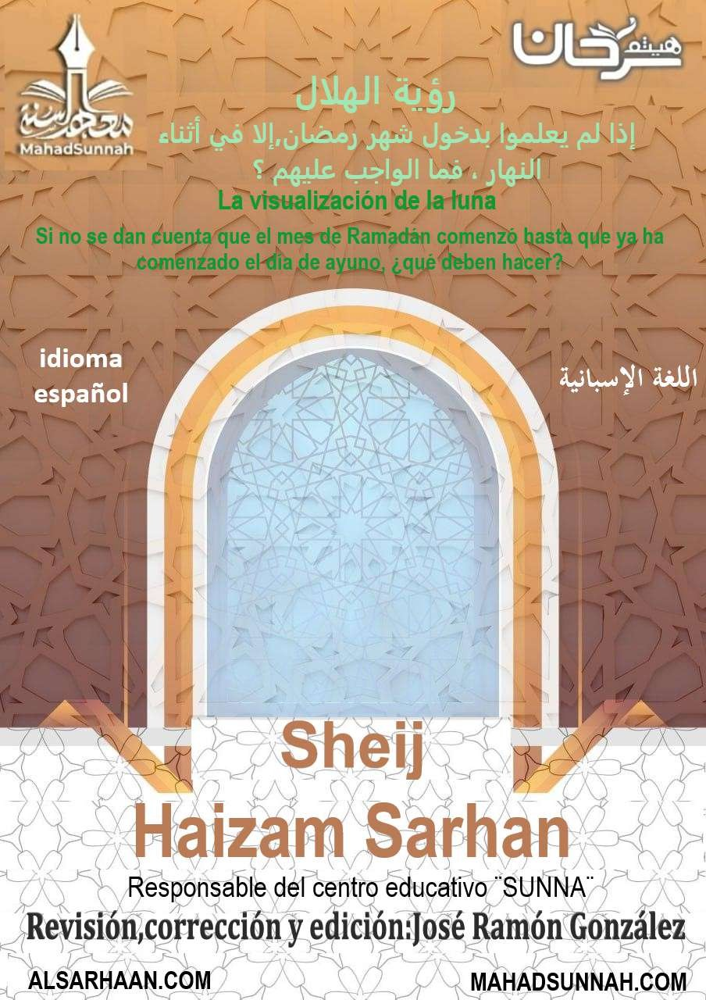 معهد السنة
MahadSunnah
هيثم
سرحان
رؤية الهلال
إذا لم يعلموا بدخول شهر رمضان,إلا في أثناء
النهار ، فما الواجب عليهم ؟
La visualización de la luna
Si no se dan cuenta que el mes de Ramadán comenzó hasta que ya ha
comenzado el día de ayuno, ¿qué deben hacer?
idioma
español
اللغة الإسبانية
Sheij
Haizam Sarhan
Responsable del centro educativo ¨SUNNA¨
Revisión,corrección y edición:José Ramón González
ALSARHAAN.COM
MAHADSUNNAH.COM